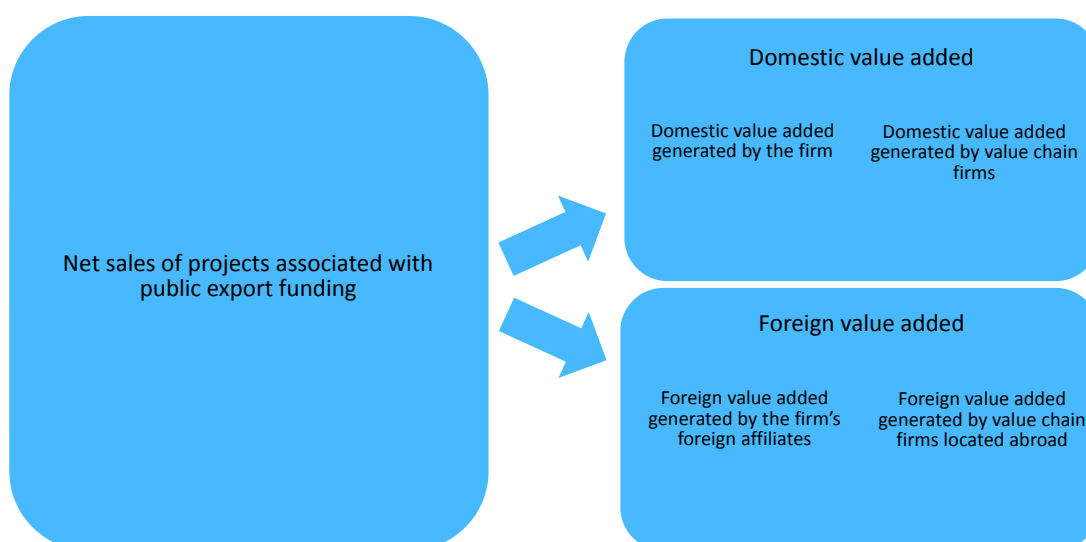 Net sales of projects associated with
public export funding
Domestic value added
Domestic value added
generated by the firm
Domestic value added
generated by value chain
firms
Foreign value added
Foreign value added
generated by the firm’s
foreign affiliates
Foreign value added
generated by value chain
firms located abroad